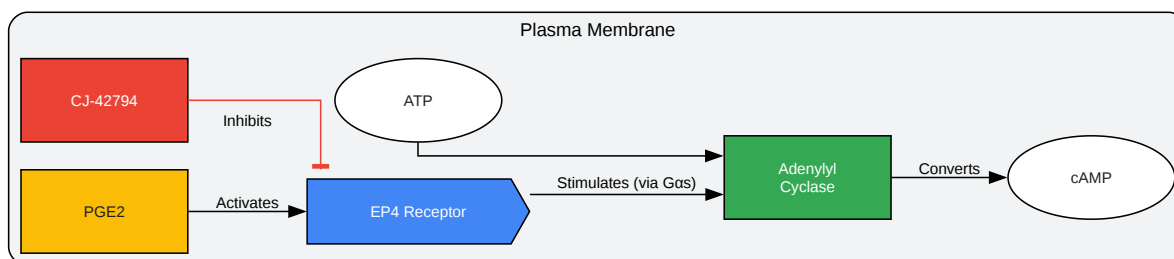 Plasma Membrane
CJ-42794
ATP
Inhibits
Adenylyl
Cyclase
Converts
cAMP
Stimulates (via Gαs)
PGE2
Activates
EP4 Receptor